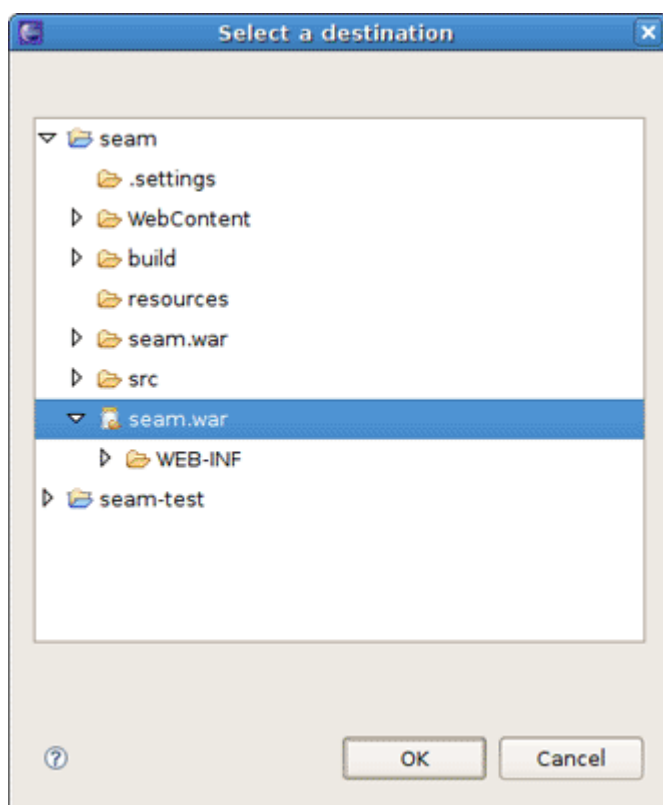 Select a destination
seam
.settings
WebContent
build
resources
seam.war
src
seam.war
WEB-INF
seam-test
?
OK
Cancel